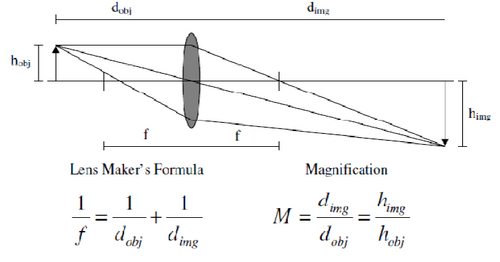 d_obj d_img
h_obj
h_img
f f
Lens Maker's Formula Magnification
1/f = 1/d_obj + 1/d_img M = d_img/d_obj = h_img/h_obj